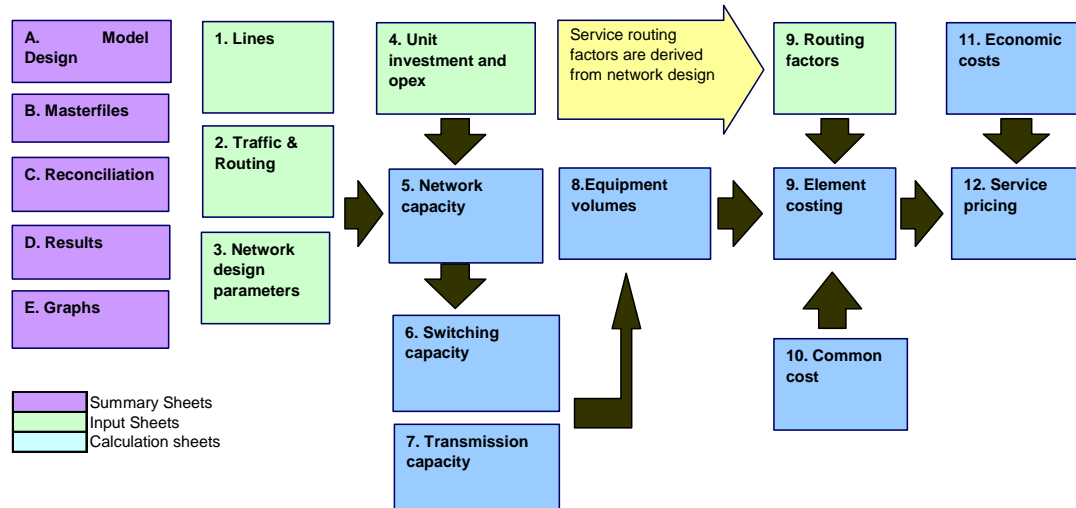 A. Model
Design
B. Masterfiles
C. Reconciliation
D. Results
E. Graphs
1. Lines
2. Traffic &
Routing
3. Network
design
parameters
4. Unit
investment and
opex
5. Network
capacity
6. Switching
capacity
7. Transmission
capacity
Service routing
factors are derived
from network design
8.Equipment
volumes
9. Routing
factors
9. Element
costing
10. Common
cost
11. Economic
costs
12. Service
pricing
Summary Sheets
Input Sheets
Calculation sheets